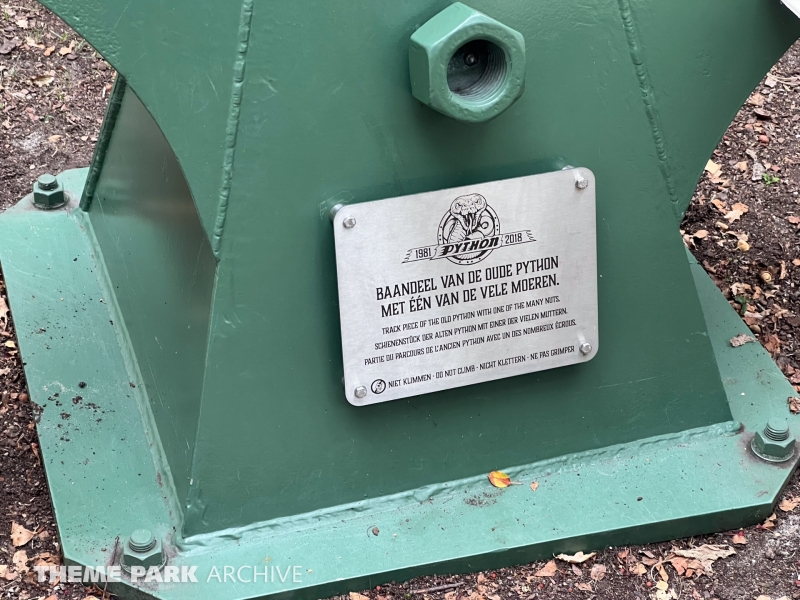 1981 PYTHON 2018
BAANDEEL VAN DE OUDE PYTHON
MET ÉÉN VAN DE VELE MOEREN.
TRACK PIECE OF THE OLD PYTHON WITH ONE OF THE MANY NUTS.
SCHIENENSTÜCK DER ALTEN PYTHON MIT EINER DER VIELEN MUTTERN.
PARTIE DU PARCOURS DE L'ANCIEN PYTHON AVEC UN DES NOMBREUX ÉCROUS.
NIET KLIMMEN - DO NOT CLIMB - NICHT KLETTERN - NE PAS GRIMPER
THEME PARK ARCHIVE